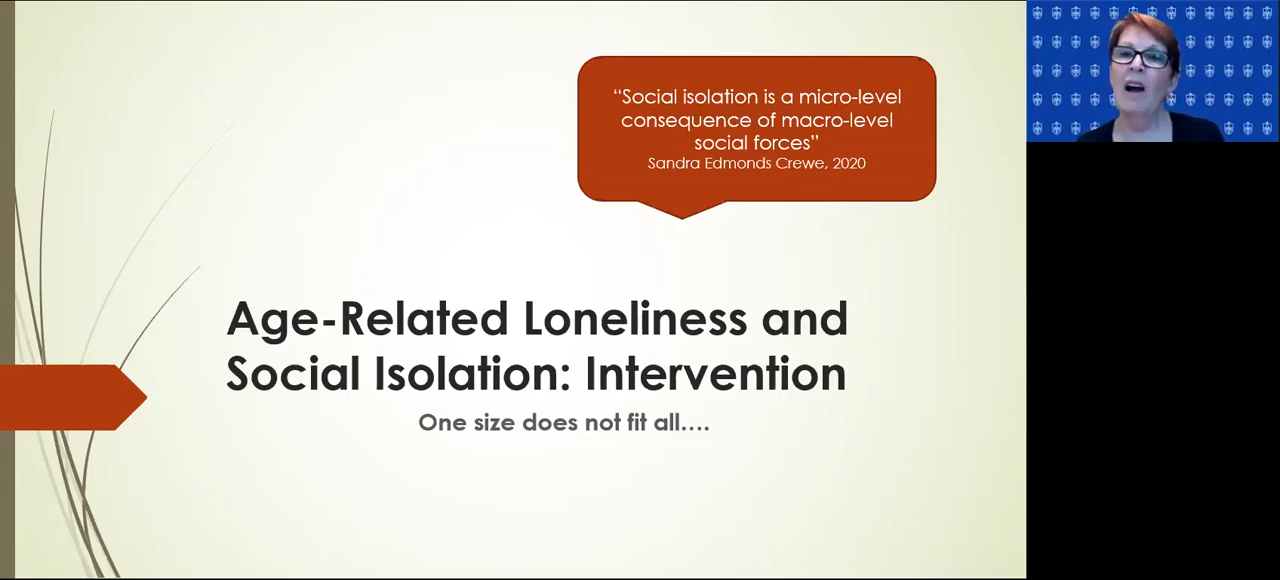 “Social isolation is a micro-level
consequence of macro-level
social forces”
Sandra Edmonds Crewe, 2020
Age-Related Loneliness and
Social Isolation: Intervention
One size does not fit all….